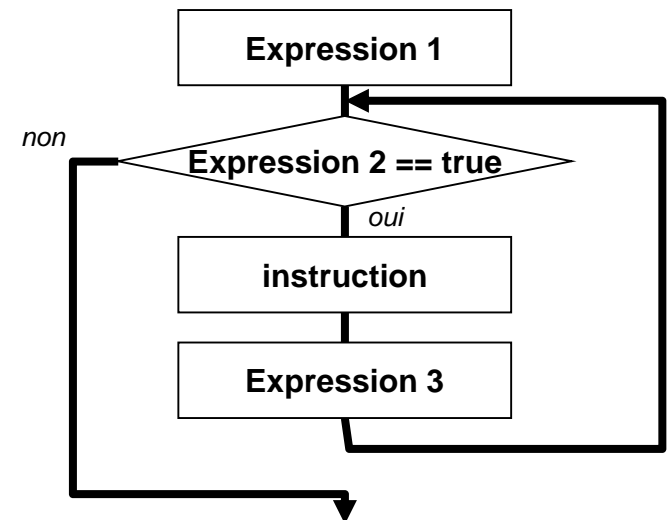 Expression 1
non
Expression 2 == true
oui
instruction
Expression 3